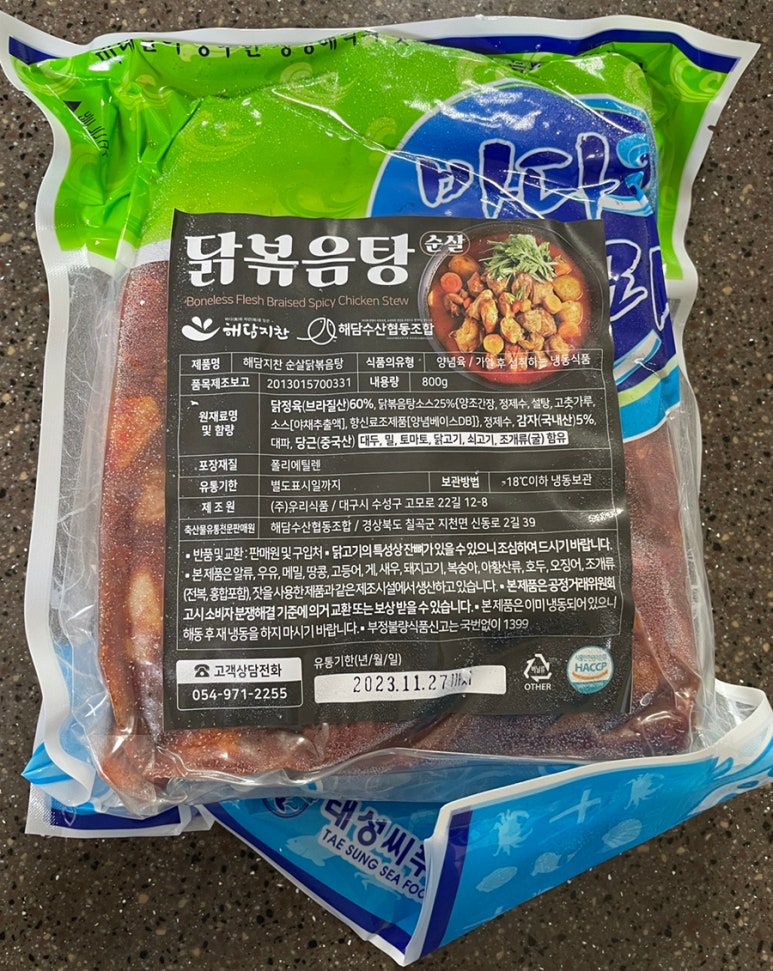 바다
닭볶음탕 순살
Boneless Flesh Braised Spicy Chicken Stew
해담지찬 해담수산협동조합
제품명 해담지찬 순살닭볶음탕 식품의유형 양념육 / 가열 후 섭취하는 냉동식품
품목제조보고 2013015700331 내용량 800g
원재료명 및 함량
닭정육(브라질산)60%, 닭볶음탕소스25%{양조간장, 정제수, 설탕, 고춧가루,
소스[야채추출액], 향신료조제품[양념베이스DB]}, 정제수, 감자(국내산)5%,
대파, 당근(중국산) 대두, 밀, 토마토, 닭고기, 쇠고기, 조개류(굴) 함유
포장재질 폴리에틸렌
유통기한 별도표시일까지 보관방법 -18℃이하 냉동보관
제조원 (주)우리식품 / 대구시 수성구 고모로 22길 12-8
축산물유통전문판매원 해담수산협동조합 / 경상북도 칠곡군 지천면 신동로 2길 39
▪ 반품 및 교환 : 판매원 및 구입처 ▪ 닭고기의 특성상 잔뼈가 있을 수 있으니 조심하여 드시기 바랍니다.
▪ 본 제품은 알류, 우유, 메밀, 땅콩, 고등어, 게, 새우, 돼지고기, 복숭아, 아황산류, 호두, 오징어, 조개류
(전복, 홍합포함), 잣을 사용한 제품과 같은 제조시설에서 생산하고 있습니다. ▪ 본 제품은 공정거래위원회
고시 소비자 분쟁해결 기준에 의거 교환 또는 보상 받을 수 있습니다. ▪ 본 제품은 이미 냉동되어 있으니
해동 후 재 냉동을 하지 마시기 바랍니다. ▪ 부정불량식품신고는 국번없이 1399
고객상담전화
054-971-2255
유통기한(년/월/일)
2023.11.27 까지
비닐류
OTHER
HACCP
태성씨푸
TAE SUNG SEA FOO